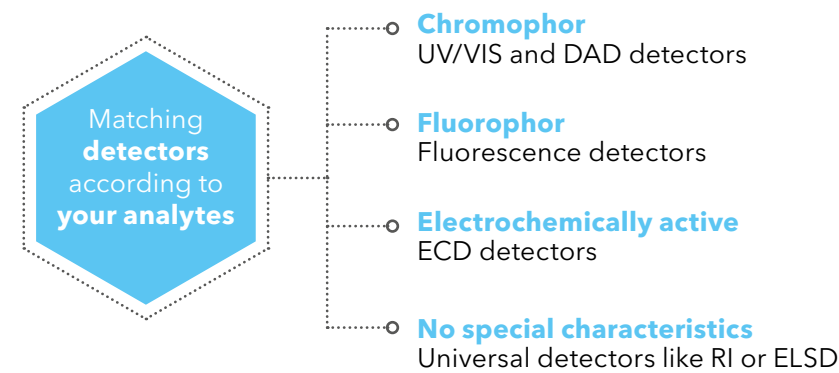 Matching
detectors
according to
your analytes
Chromophor
UV/VIS and DAD detectors
Fluorophor
Fluorescence detectors
Electrochemically active
ECD detectors
No special characteristics
Universal detectors like RI or ELSD